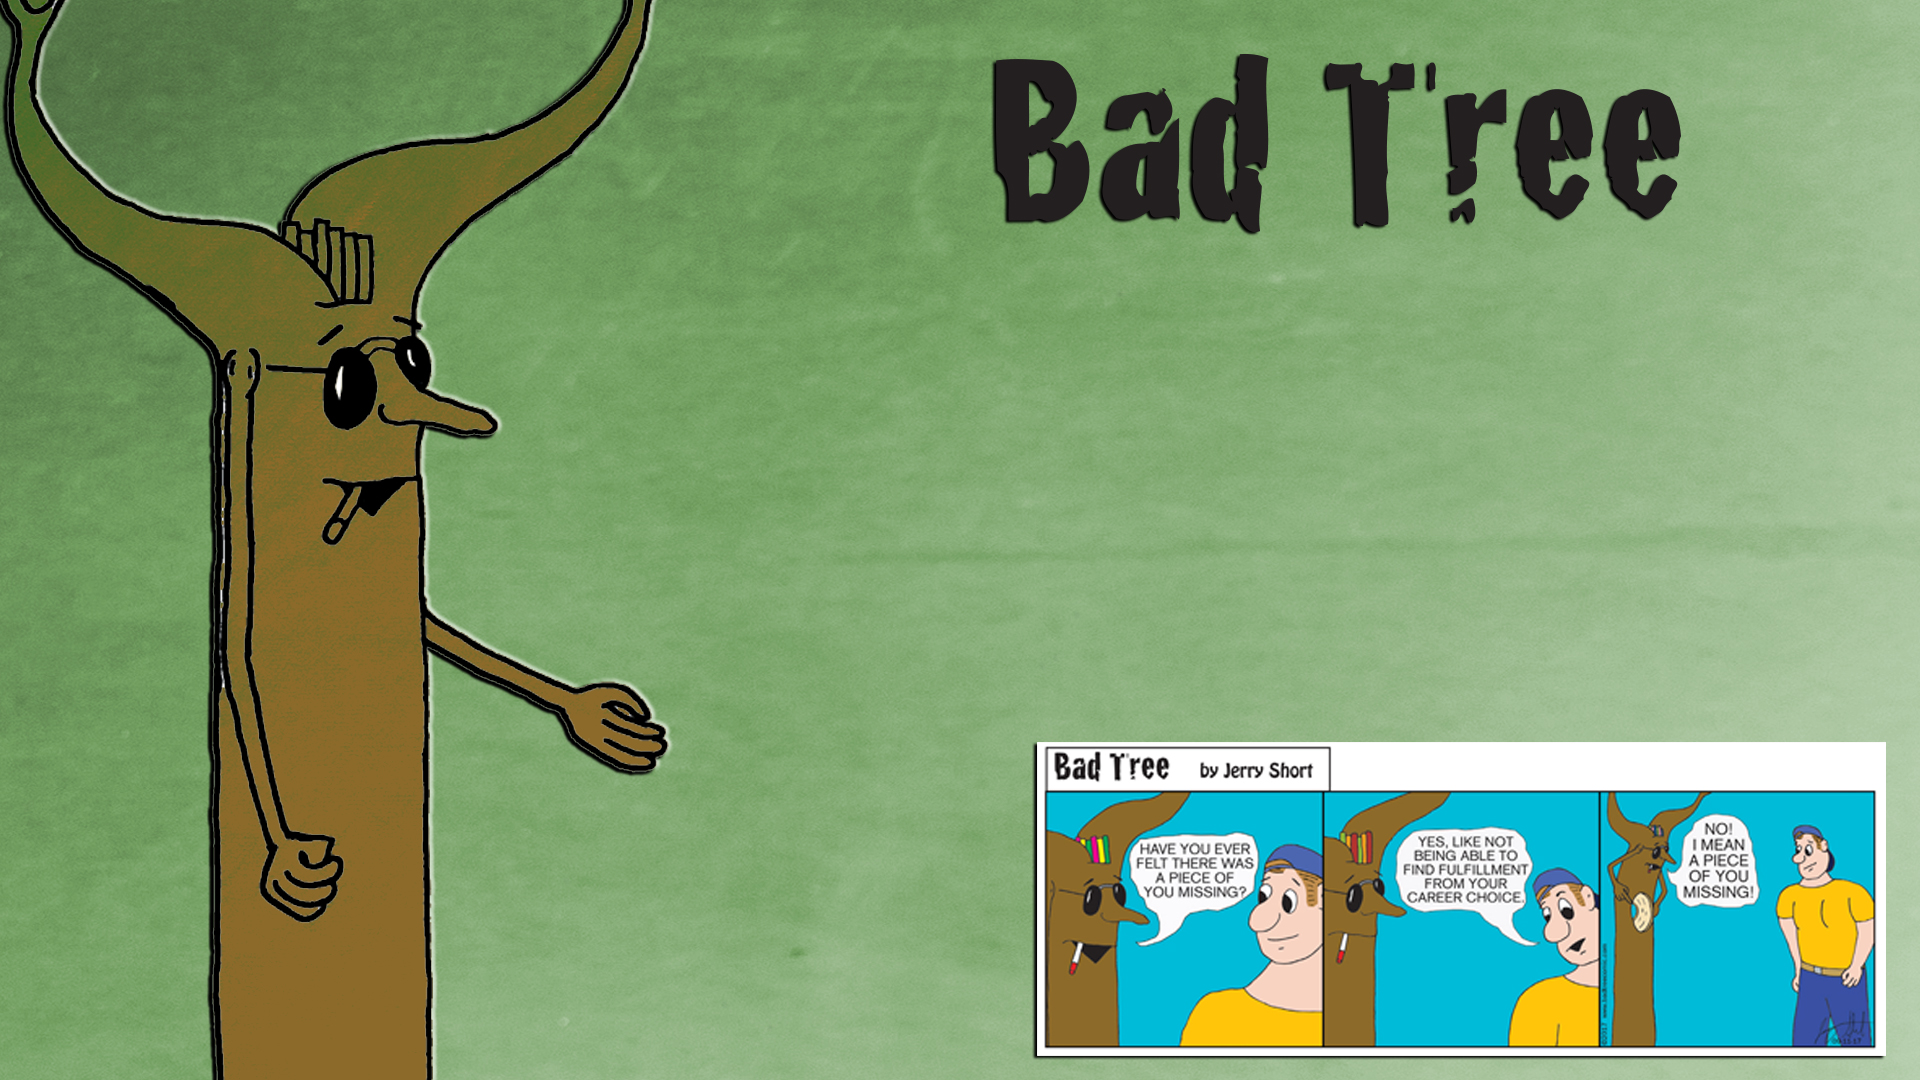 Bad Tree
Bad Tree by Jerry Short
HAVE YOU EVER
FELT THERE WAS
A PIECE OF
YOU MISSING?
YES, LIKE NOT
BEING ABLE TO
FIND FULFILLMENT
FROM YOUR
CAREER CHOICE.
NO!
I MEAN
A PIECE
OF YOU
MISSING!